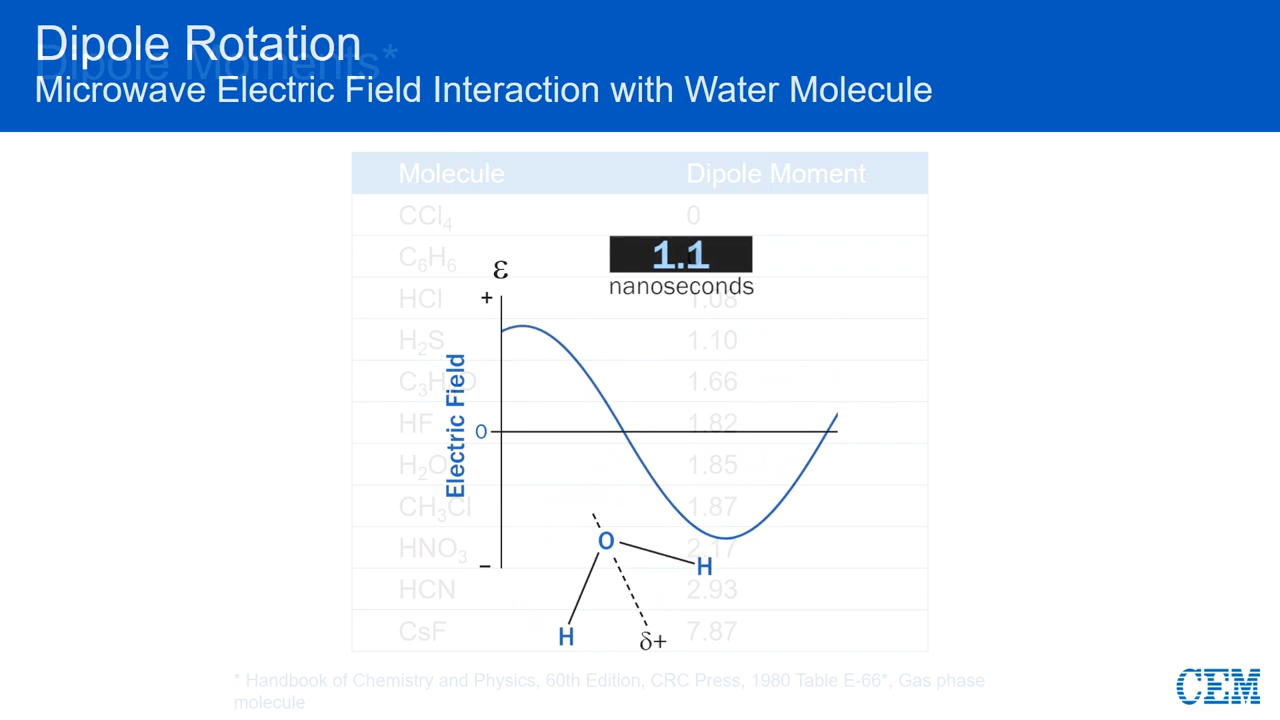 Dipole Rotation
Dipole Moments*
Microwave Electric Field Interaction with Water Molecule
Molecule Dipole Moment
CCl4 0
C6H6
HCl 1.08
H2S 1.10
1.66
HF 1.82
H2O 1.85
CH3Cl 1.87
HNO3 2.17
HCN 2.93
CsF 7.87
1.1
nanoseconds
ε
+
Electric Field
0
−
O
H
H
δ+
* Handbook of Chemistry and Physics, 60th Edition, CRC Press, 1980 Table E-66*, Gas phase
molecule
CEM